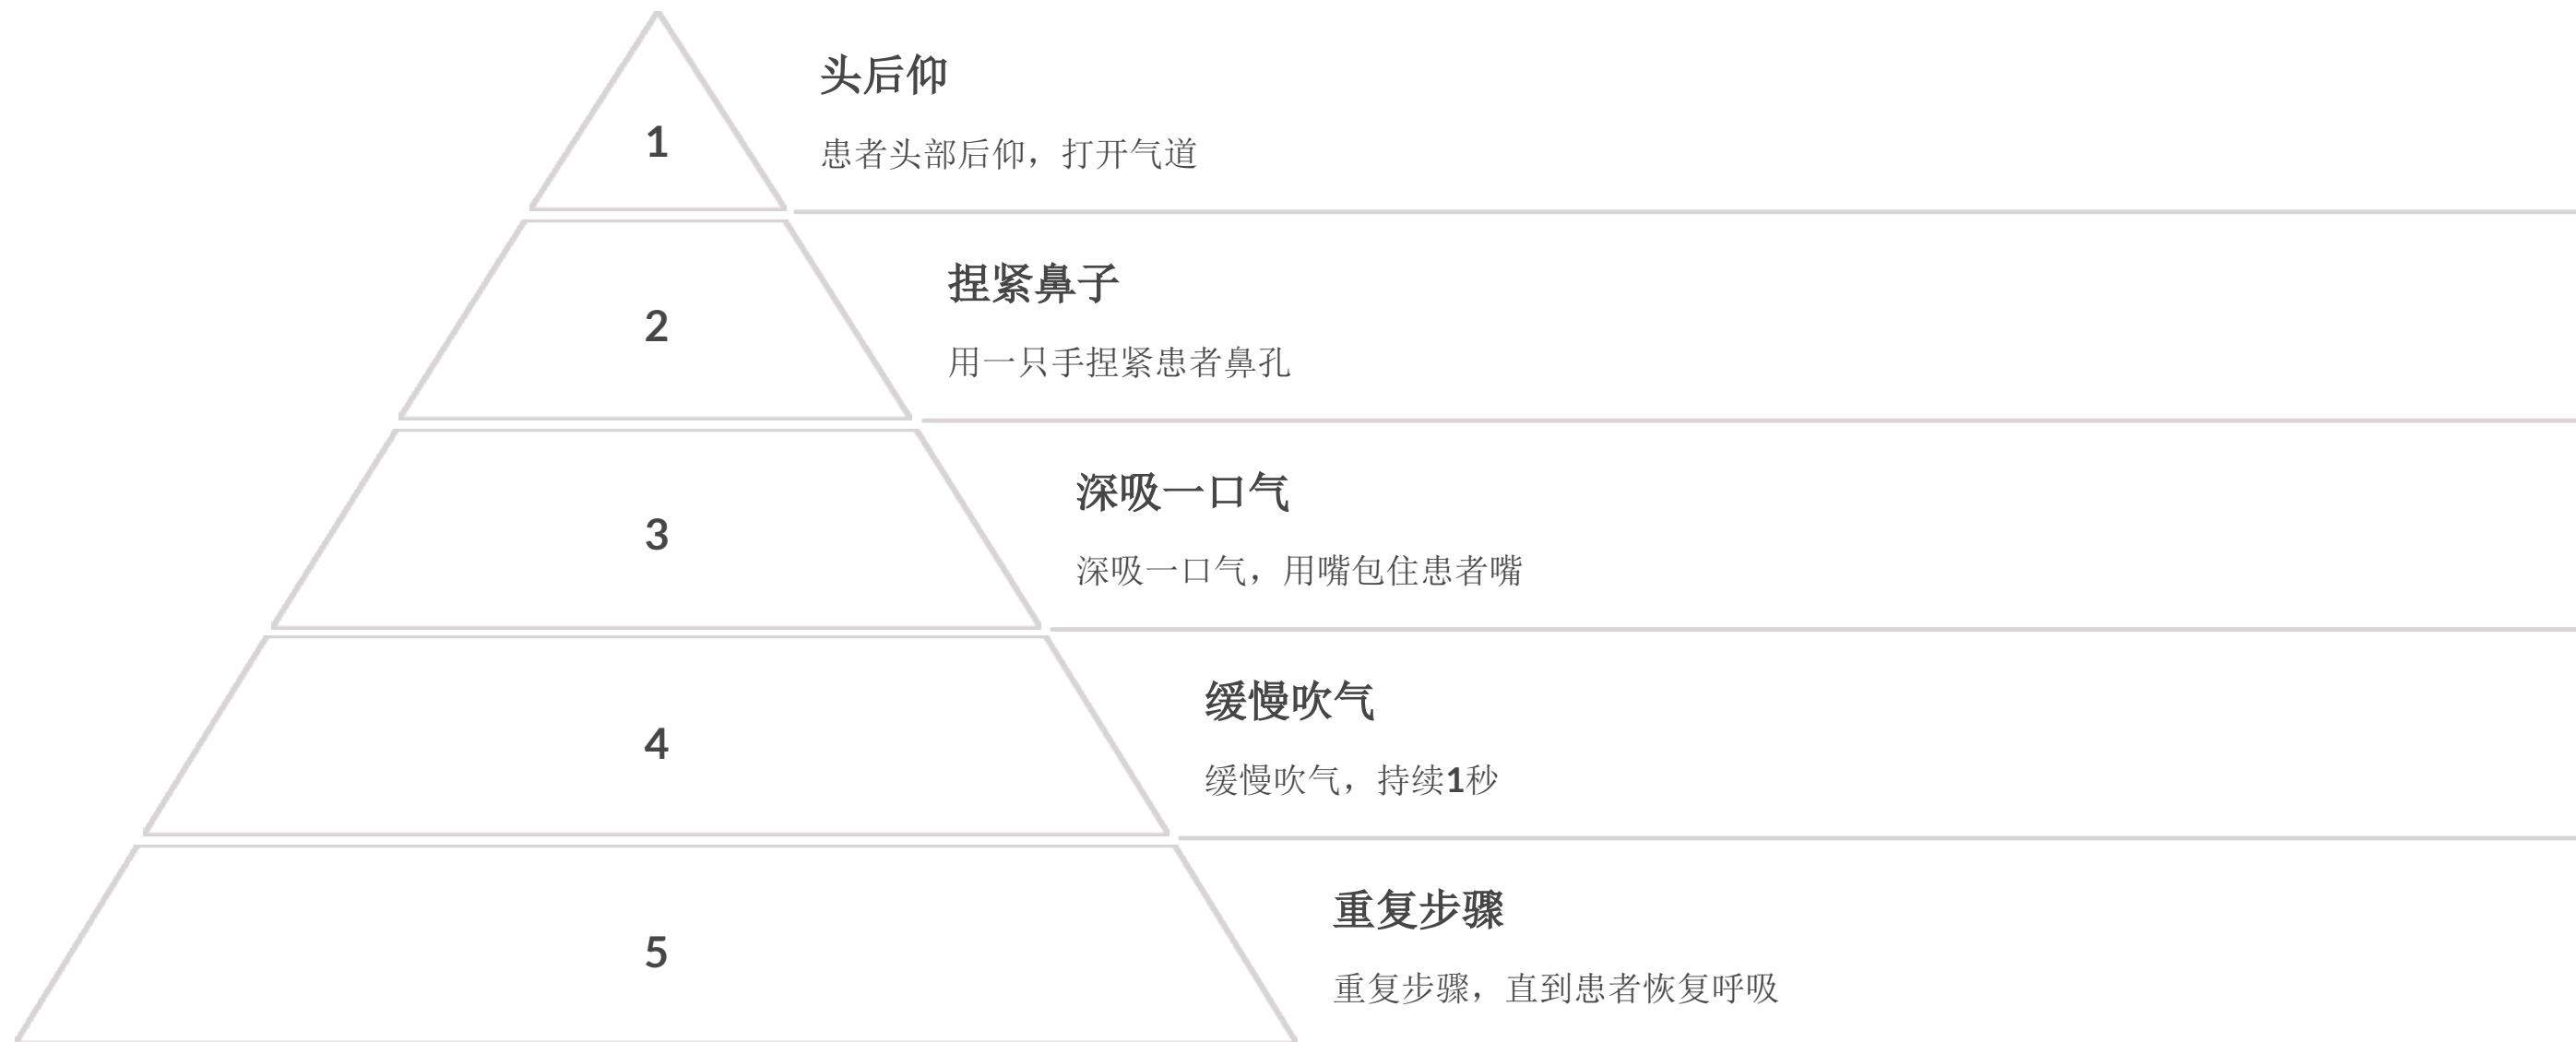 1
头后仰
患者头部后仰，打开气道
2
捏紧鼻子
用一只手捏紧患者鼻孔
3
深吸一口气
深吸一口气，用嘴包住患者嘴
4
缓慢吹气
缓慢吹气，持续1秒
5
重复步骤
重复步骤，直到患者恢复呼吸